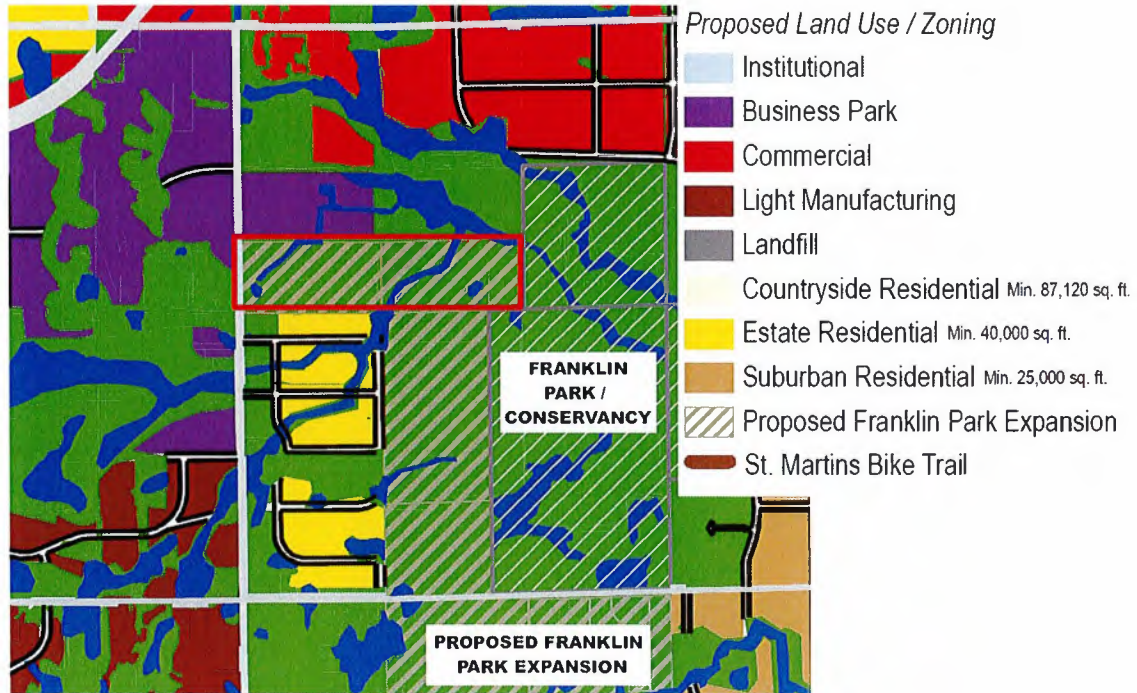 Proposed Land Use / Zoning
Institutional
Business Park
Commercial
Light Manufacturing
Landfill
Countryside Residential Min. 87,120 sq. ft.
Estate Residential Min. 40,000 sq. ft.
Suburban Residential Min. 25,000 sq. ft.
Proposed Franklin Park Expansion
St. Martins Bike Trail
FRANKLIN
PARK /
CONSERVANCY
PROPOSED FRANKLIN
PARK EXPANSION